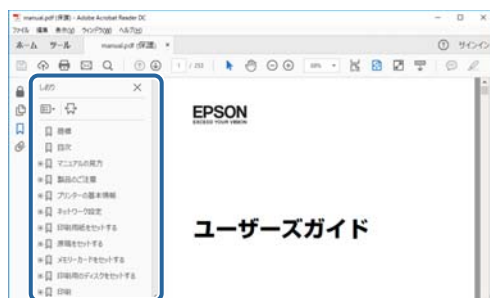 manual.pdf (保護) - Adobe Acrobat Reader DC
ファイル 編集 表示(V) ウィンドウ(W) ヘルプ(H)
ホーム ツール manual.pdf (保護) ×
サインイン
1
しおり
商標
目次
マニュアルの見方
製品のご注意
プリンターの基本情報
ネットワーク設定
印刷用紙をセットする
原稿をセットする
メモリーカードをセットする
印刷用のディスクをセットする
印刷
EPSON
EXCEED YOUR VISION
ユーザーズガイド